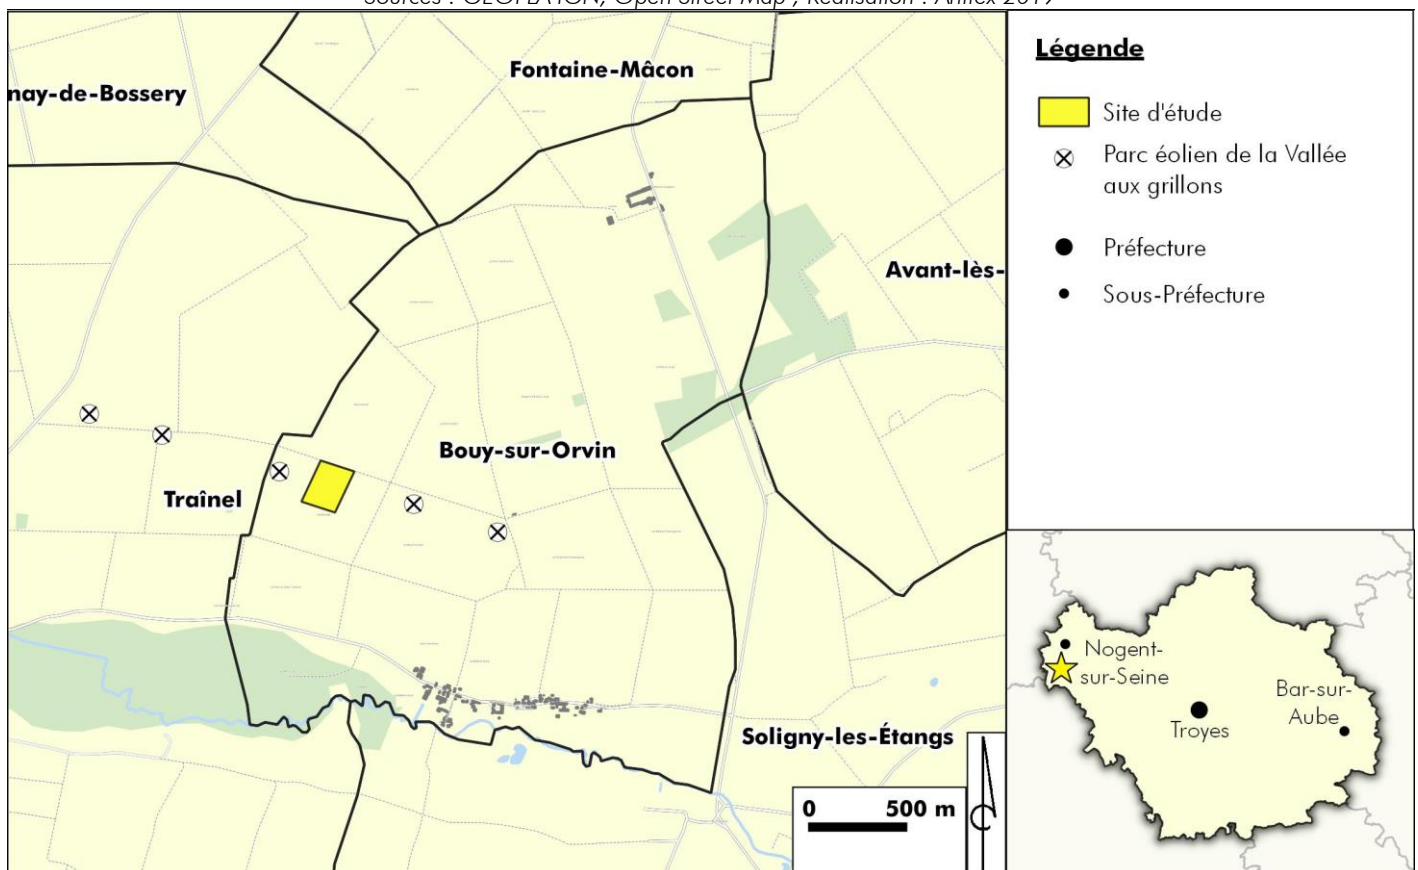 Fontaine-Mâcon
nay-de-Bossery
Avant-lès-
Bouy-sur-Orvin
Traînel
Soligny-les-Étangs
0 500 m
Légende
Site d'étude
Parc éolien de la Vallée
aux grillons
Préfecture
Sous-Préfecture
Nogent-
sur-Seine
Bar-sur-
Aube
Troyes